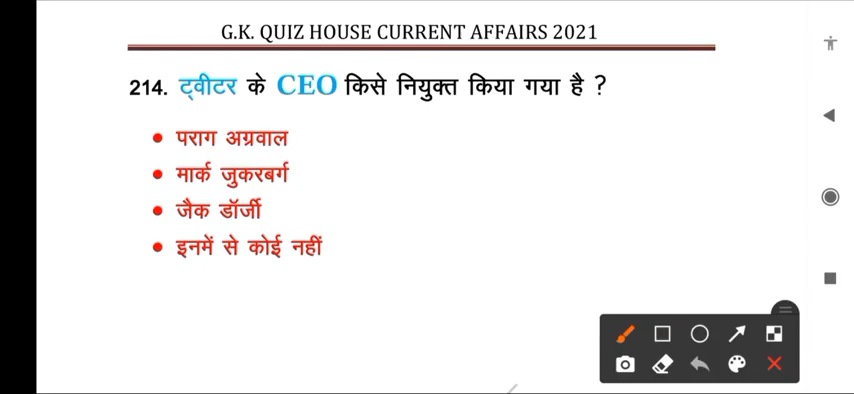 G.K. QUIZ HOUSE CURRENT AFFAIRS 2021
214. ट्वीटर के CEO किसे नियुक्त किया गया है ?
• पराग अग्रवाल
• मार्क जुकरबर्ग
• जैक डॉर्जी
• इनमें से कोई नहीं